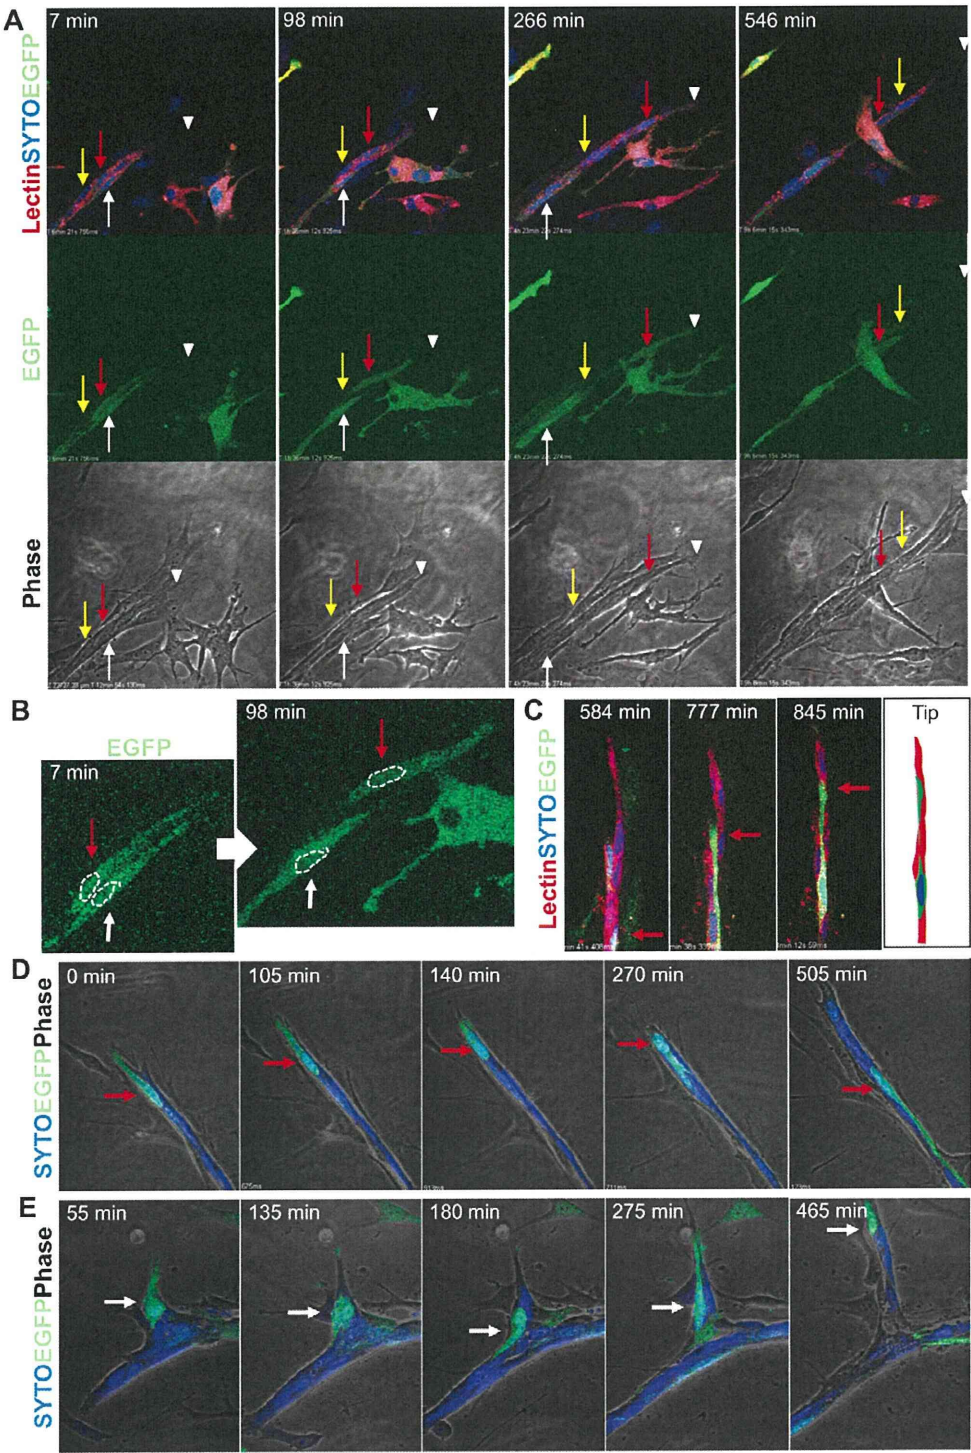 A
7 min
98 min
266 min
546 min
LectinSYTOEGFP
EGFP
Phase
B
EGFP
7 min
98 min
C
584 min
777 min
845 min
Tip
LectinSYTOEGFP
D
0 min
105 min
140 min
270 min
505 min
SYTOEGFPPhase
E
55 min
135 min
180 min
275 min
465 min
SYTOEGFPPhase